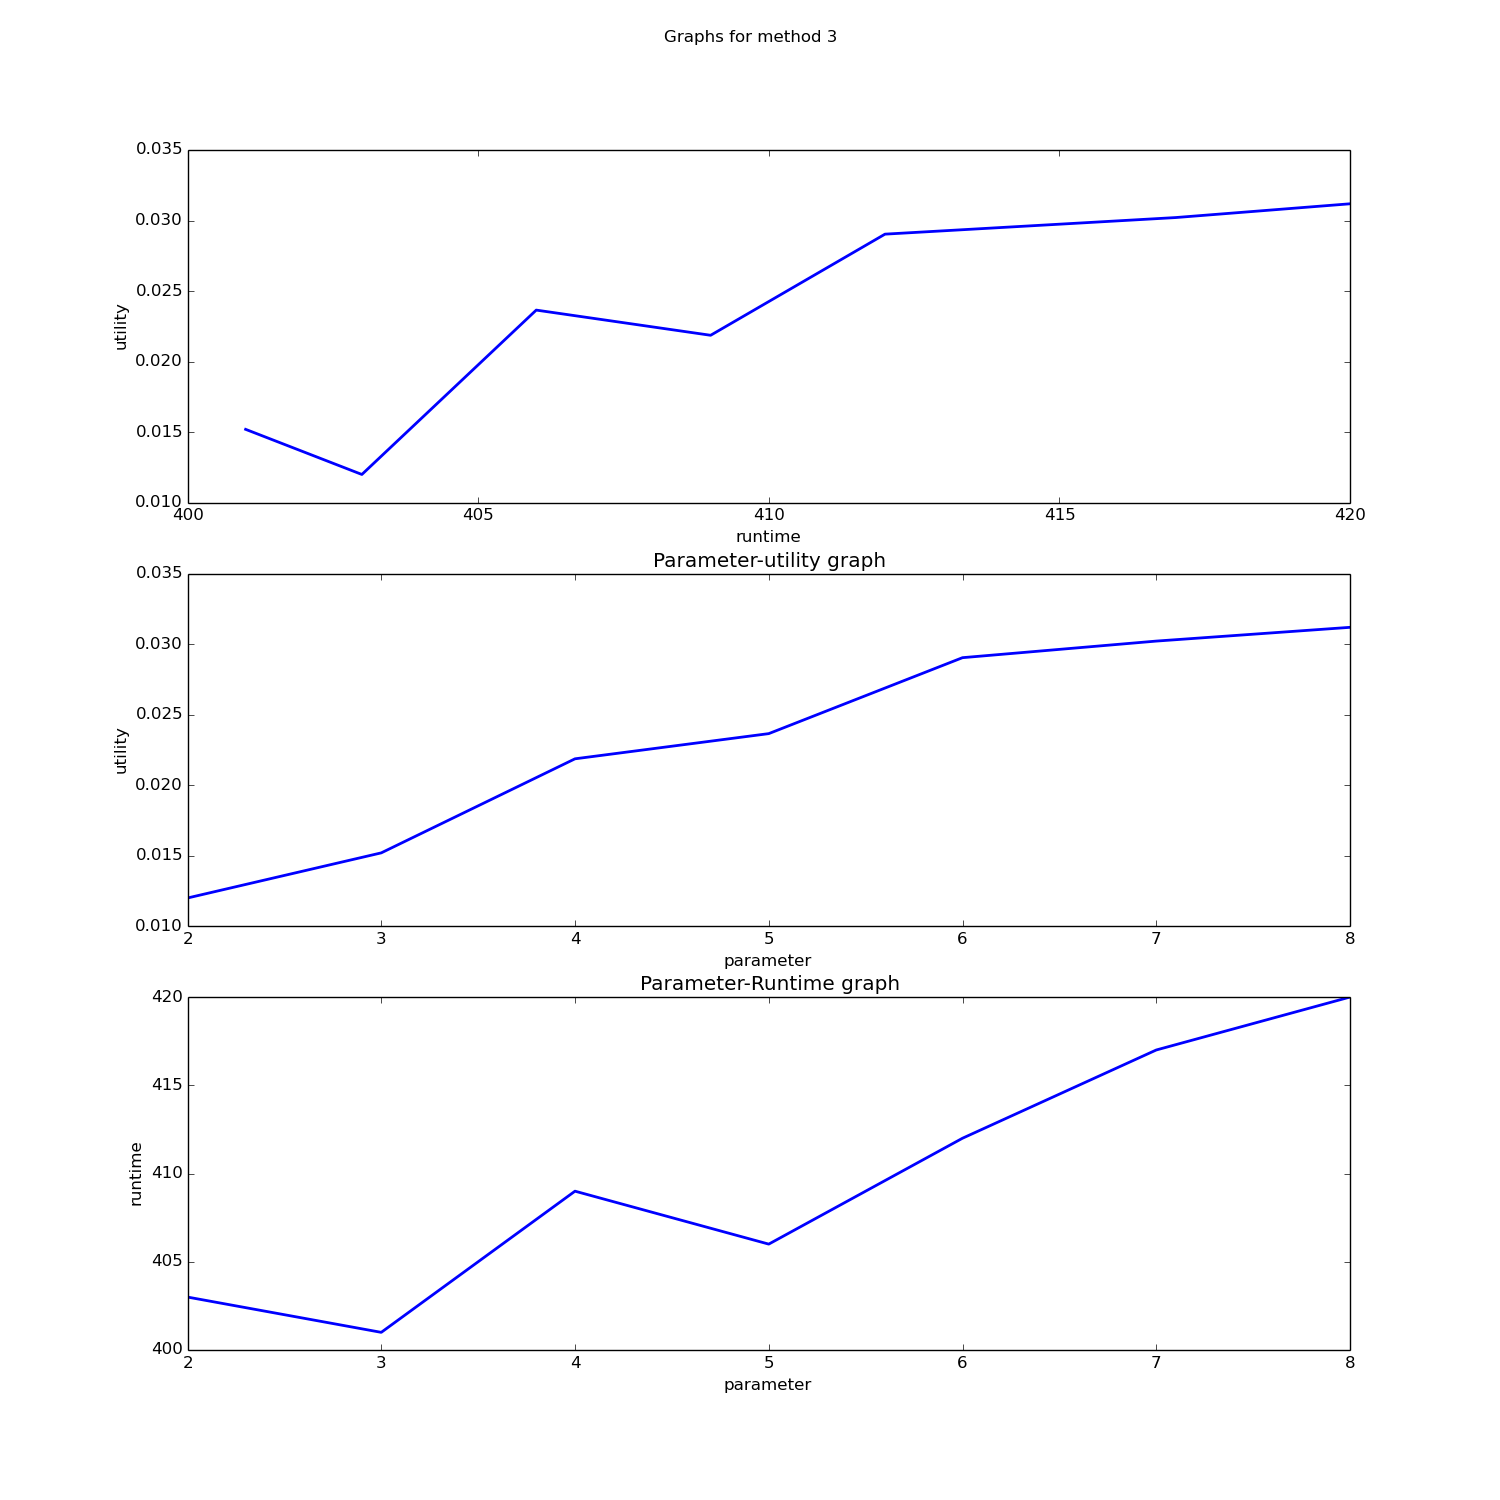 Graphs for method 3
0.035
0.030
0.025
0.020
0.015
0.010
utility
400 405 410 415 420
runtime
Parameter-utility graph
0.035
0.030
0.025
0.020
0.015
0.010
utility
2 3 4 5 6 7 8
parameter
Parameter-Runtime graph
420
415
410
405
400
runtime
2 3 4 5 6 7 8
parameter